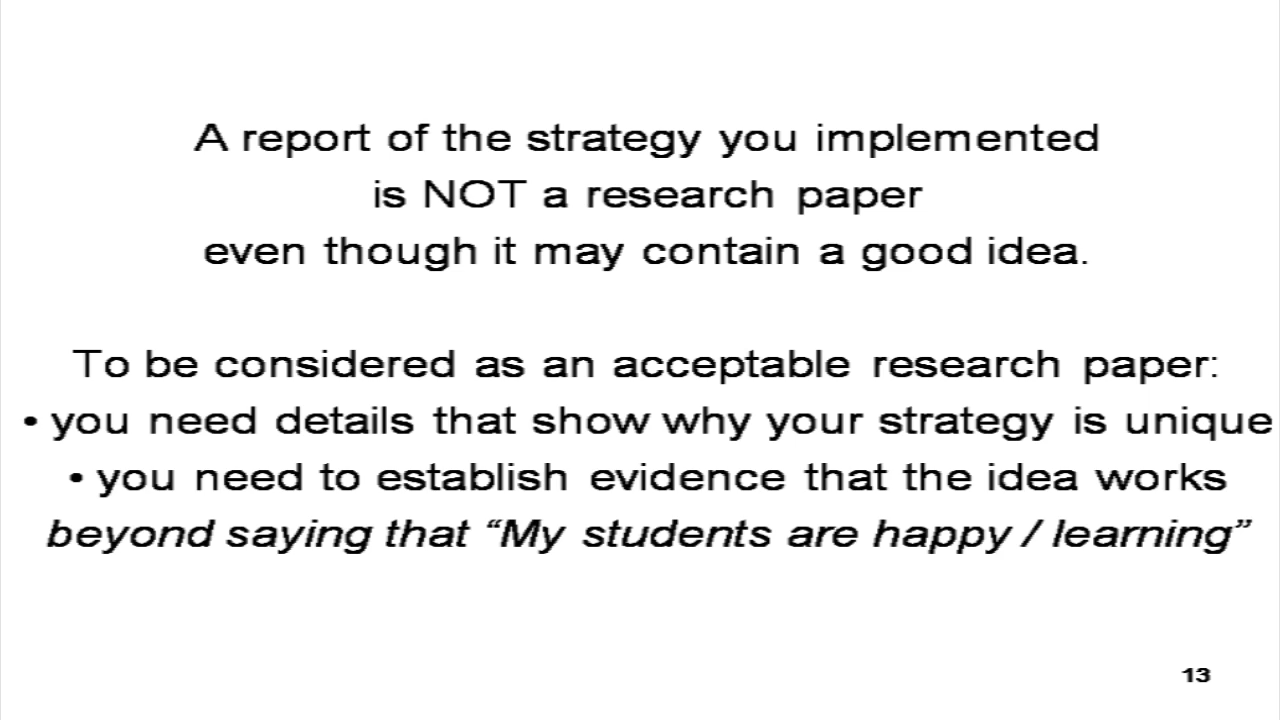 A report of the strategy you implemented
is NOT a research paper
even though it may contain a good idea.
To be considered as an acceptable research paper:
• you need details that show why your strategy is unique
• you need to establish evidence that the idea works
beyond saying that “My students are happy / learning”
13